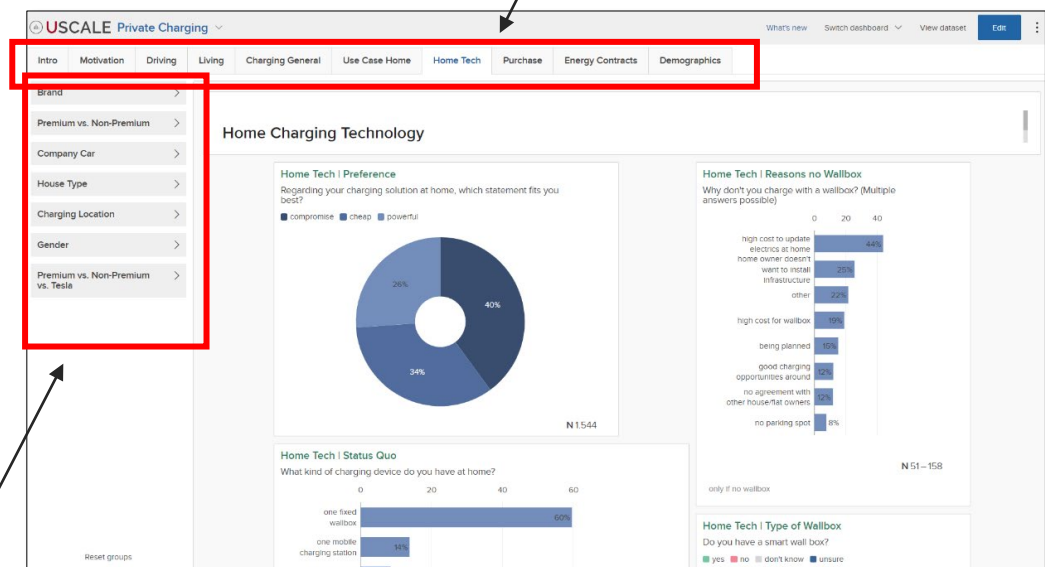 USCALE Private Charging
What's new Switch dashboard View dataset Edit
Intro Motivation Driving Living Charging General Use Case Home Home Tech Purchase Energy Contracts Demographics
Brand
Premium vs. Non-Premium
Company Car
House Type
Charging Location
Gender
Premium vs. Non-Premium
vs. Tesla
Reset groups
Home Charging Technology
Home Tech | Preference
Regarding your charging solution at home, which statement fits you
best?
compromise cheap powerful
26%
40%
34%
N 1.544
Home Tech | Reasons no Wallbox
Why don't you charge with a wallbox? (Multiple
answers possible)
0 20 40
high cost to update
electrics at home
44%
home owner doesn't
want to install
infrastructure
25%
other
22%
high cost for wallbox
19%
being planned
15%
good charging
opportunities around
12%
no agreement with
other house/flat owners
12%
no parking spot
8%
N 51 – 158
only if no wallbox
Home Tech | Status Quo
What kind of charging device do you have at home?
0 20 40 60
one fixed
wallbox
60%
one mobile
charging station
14%
Home Tech | Type of Wallbox
Do you have a smart wall box?
yes no don't know unsure